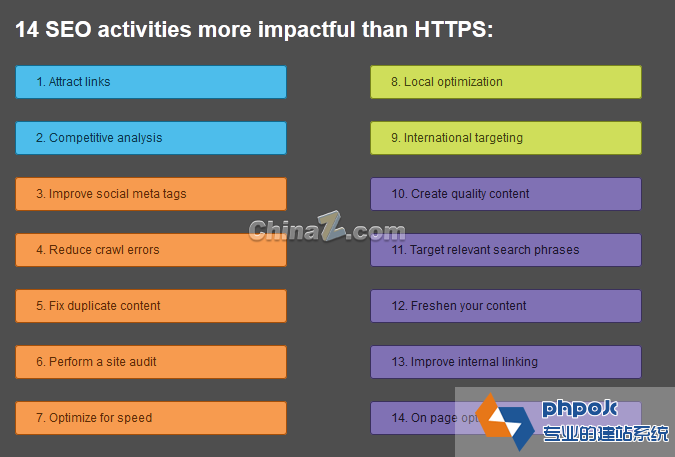 14 SEO activities more impactful than HTTPS:
1. Attract links
2. Competitive analysis
3. Improve social meta tags
4. Reduce crawl errors
5. Fix duplicate content
6. Perform a site audit
7. Optimize for speed
8. Local optimization
9. International targeting
10. Create quality content
11. Target relevant search phrases
12. Freshen your content
13. Improve internal linking
14. On page
ChinaZ.com
phpok
专业的建站系统